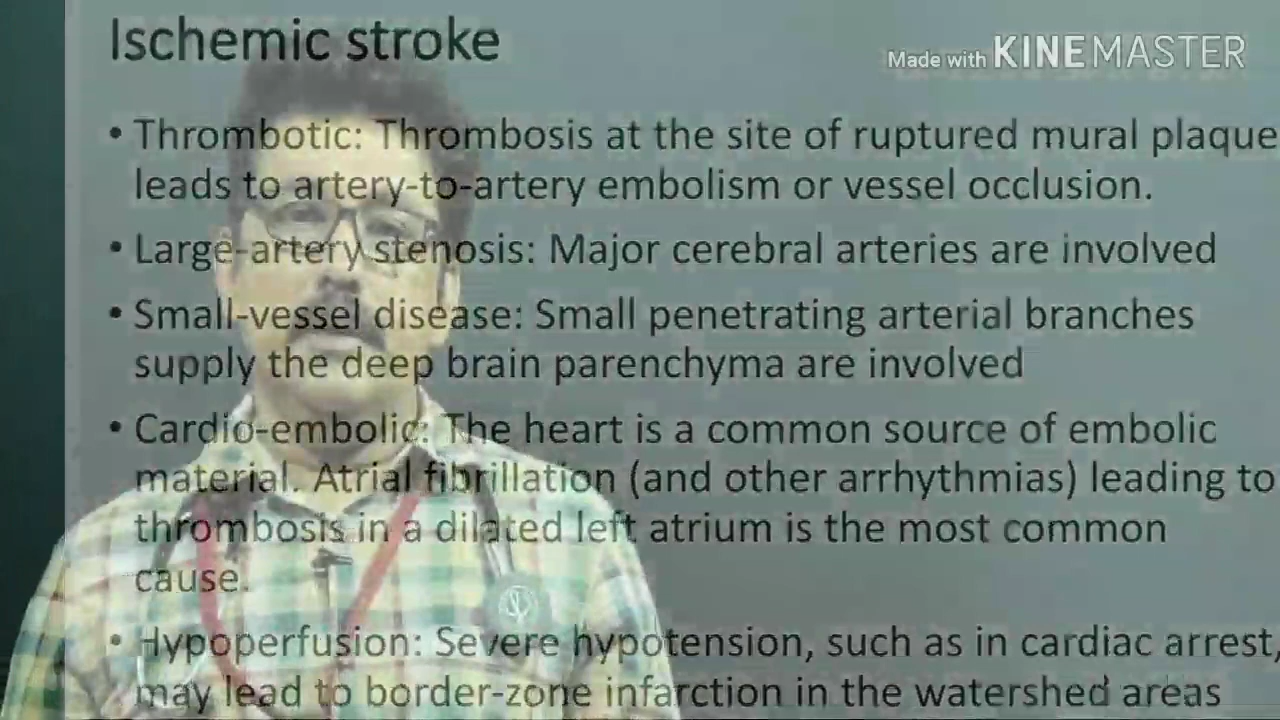 Ischemic stroke
Made with KINEMASTER
• Thrombotic: Thrombosis at the site of ruptured mural plaque
leads to artery-to-artery embolism or vessel occlusion.
• Large-artery stenosis: Major cerebral arteries are involved
• Small-vessel disease: Small penetrating arterial branches
supply the deep brain parenchyma are involved
• Cardio-embolic: The heart is a common source of embolic
material. Atrial fibrillation (and other arrhythmias) leading to
thrombosis in a dilated left atrium is the most common
cause.
• Hypoperfusion: Severe hypotension, such as in cardiac arrest,
may lead to border-zone infarction in the watershed areas